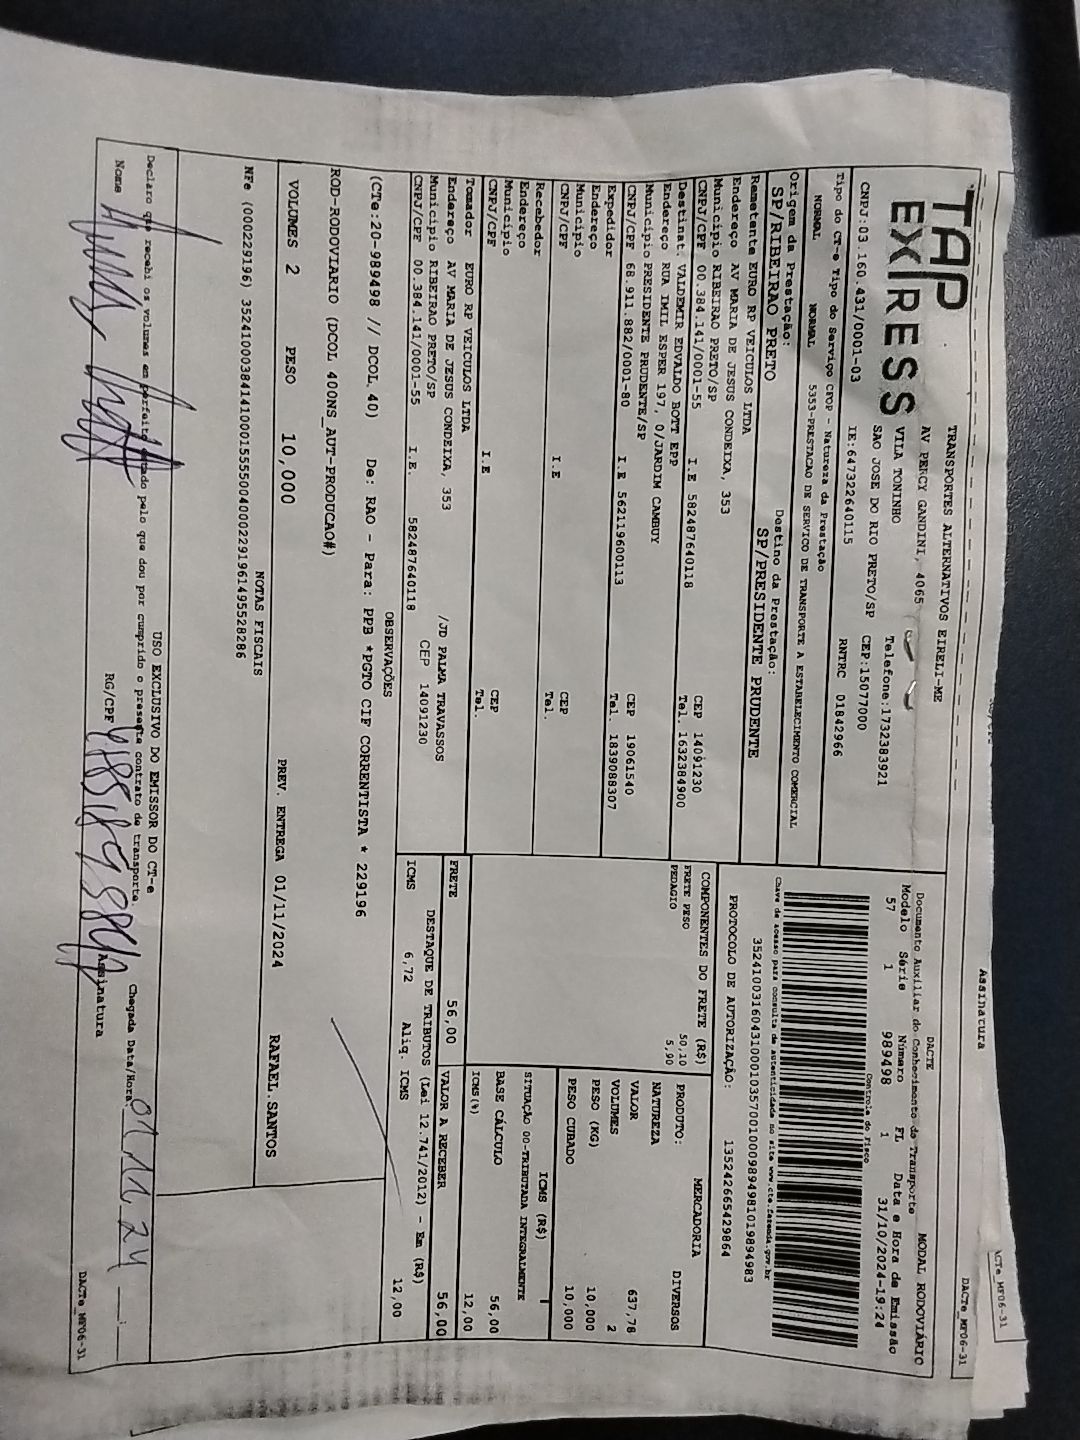 TAP
EXPRESS
TRANSPORTES ALTERNATIVOS EIRELI-ME
AV PERCY GANDINI, 4065
VILA TONINHO
Telefone:1732383921
SAO JOSE DO RIO PRETO/SP
CEP:15077000
CNPJ:03.160.431/0001-03
IE:647322640115
RNTRC 01842966
Tipo do CT-e Tipo do Serviço CFOP - Natureza da Prestação
NORMAL NORMAL 5353-PRESTACAO DE SERVICO DE TRANSPORTE A ESTABELECIMENTO COMERCIAL
Origem da Prestação:
SP/RIBEIRAO PRETO
Destino da Prestação:
SP/PRESIDENTE PRUDENTE
Remetente EURO RP VEICULOS LTDA
Endereço AV MARIA DE JESUS CONDEIXA, 353
Município RIBEIRAO PRETO/SP CEP 14091230
CNPJ/CPF 00.384.141/0001-55 I.E 582487640118 Tel. 1632384900
Destinat. VALDEMIR EDVALDO BOTT EPP
Endereço RUA IMIL ESPER 197, 0/JARDIM CAMBUY
Município PRESIDENTE PRUDENTE/SP CEP 19061540
CNPJ/CPF 68.911.882/0001-80 I.E 562119600113 Tel. 1839088307
Expedidor
Endereço
Município CEP
CNPJ/CPF I.E Tel.
Recebedor
Endereço
Município CEP
CNPJ/CPF I.E Tel.
Tomador EURO RP VEICULOS LTDA
Endereço AV MARIA DE JESUS CONDEIXA, 353 /JD PALMA TRAVASSOS
Município RIBEIRAO PRETO/SP CEP 14091230
CNPJ/CPF 00.384.141/0001-55 I.E. 582487640118
DACTE
Documento Auxiliar do Conhecimento de Transporte
MODAL RODOVIÁRIO
Modelo Série Número FL Data e Hora de Emissão
57 1 989498 1 31/10/2024-19:24
Controle do Fisco
Chave de acesso para consulta de autenticidade no site www.cte.fazenda.gov.br
35241003160431000103570010009894981019894983
PROTOCOLO DE AUTORIZAÇÃO: 135242665429864
COMPONENTES DO FRETE (R$)
FRETE PESO 50,10
PEDAGIO 5,90
PRODUTO: MERCADORIA
NATUREZA DIVERSOS
VALOR 637,78
VOLUMES 2
PESO (KG) 10,000
PESO CUBADO 10,000
ICMS (R$)
SITUAÇÃO 00-TRIBUTADA INTEGRALMENTE
BASE CÁLCULO 56,00
ICMS(%) 12,00
FRETE 56,00
VALOR A RECEBER 56,00
DESTAQUE DE TRIBUTOS (Lei 12.741/2012) - Em (R$)
ICMS 6,72 Aliq. ICMS 12,00
OBSERVAÇÕES
(CTe:20-989498 // DCOL 40) De: RAO - Para: PPB *PGTO CIF CORRENTISTA * 229196
ROD-RODOVIARIO (DCOL 400NS_AUT-PRODUCAO#)
VOLUMES 2 PESO 10,000 PREV. ENTREGA 01/11/2024 RAFAEL.SANTOS
NOTAS FISCAIS
NFe (000229196) 35241000384141000155550040002291961495528286
USO EXCLUSIVO DO EMISSOR DO CT-e
Declaro que recebi os volumes em perfeito estado pelo que dou por cumprido o presente contrato de transporte.
Chegada Data/Hora 01 11 24 __:__
Nome
RG/CPF
Assinatura
DACTe_MP06-31
Assinatura
DACTe_MP06-31
ACTe_MP06-31